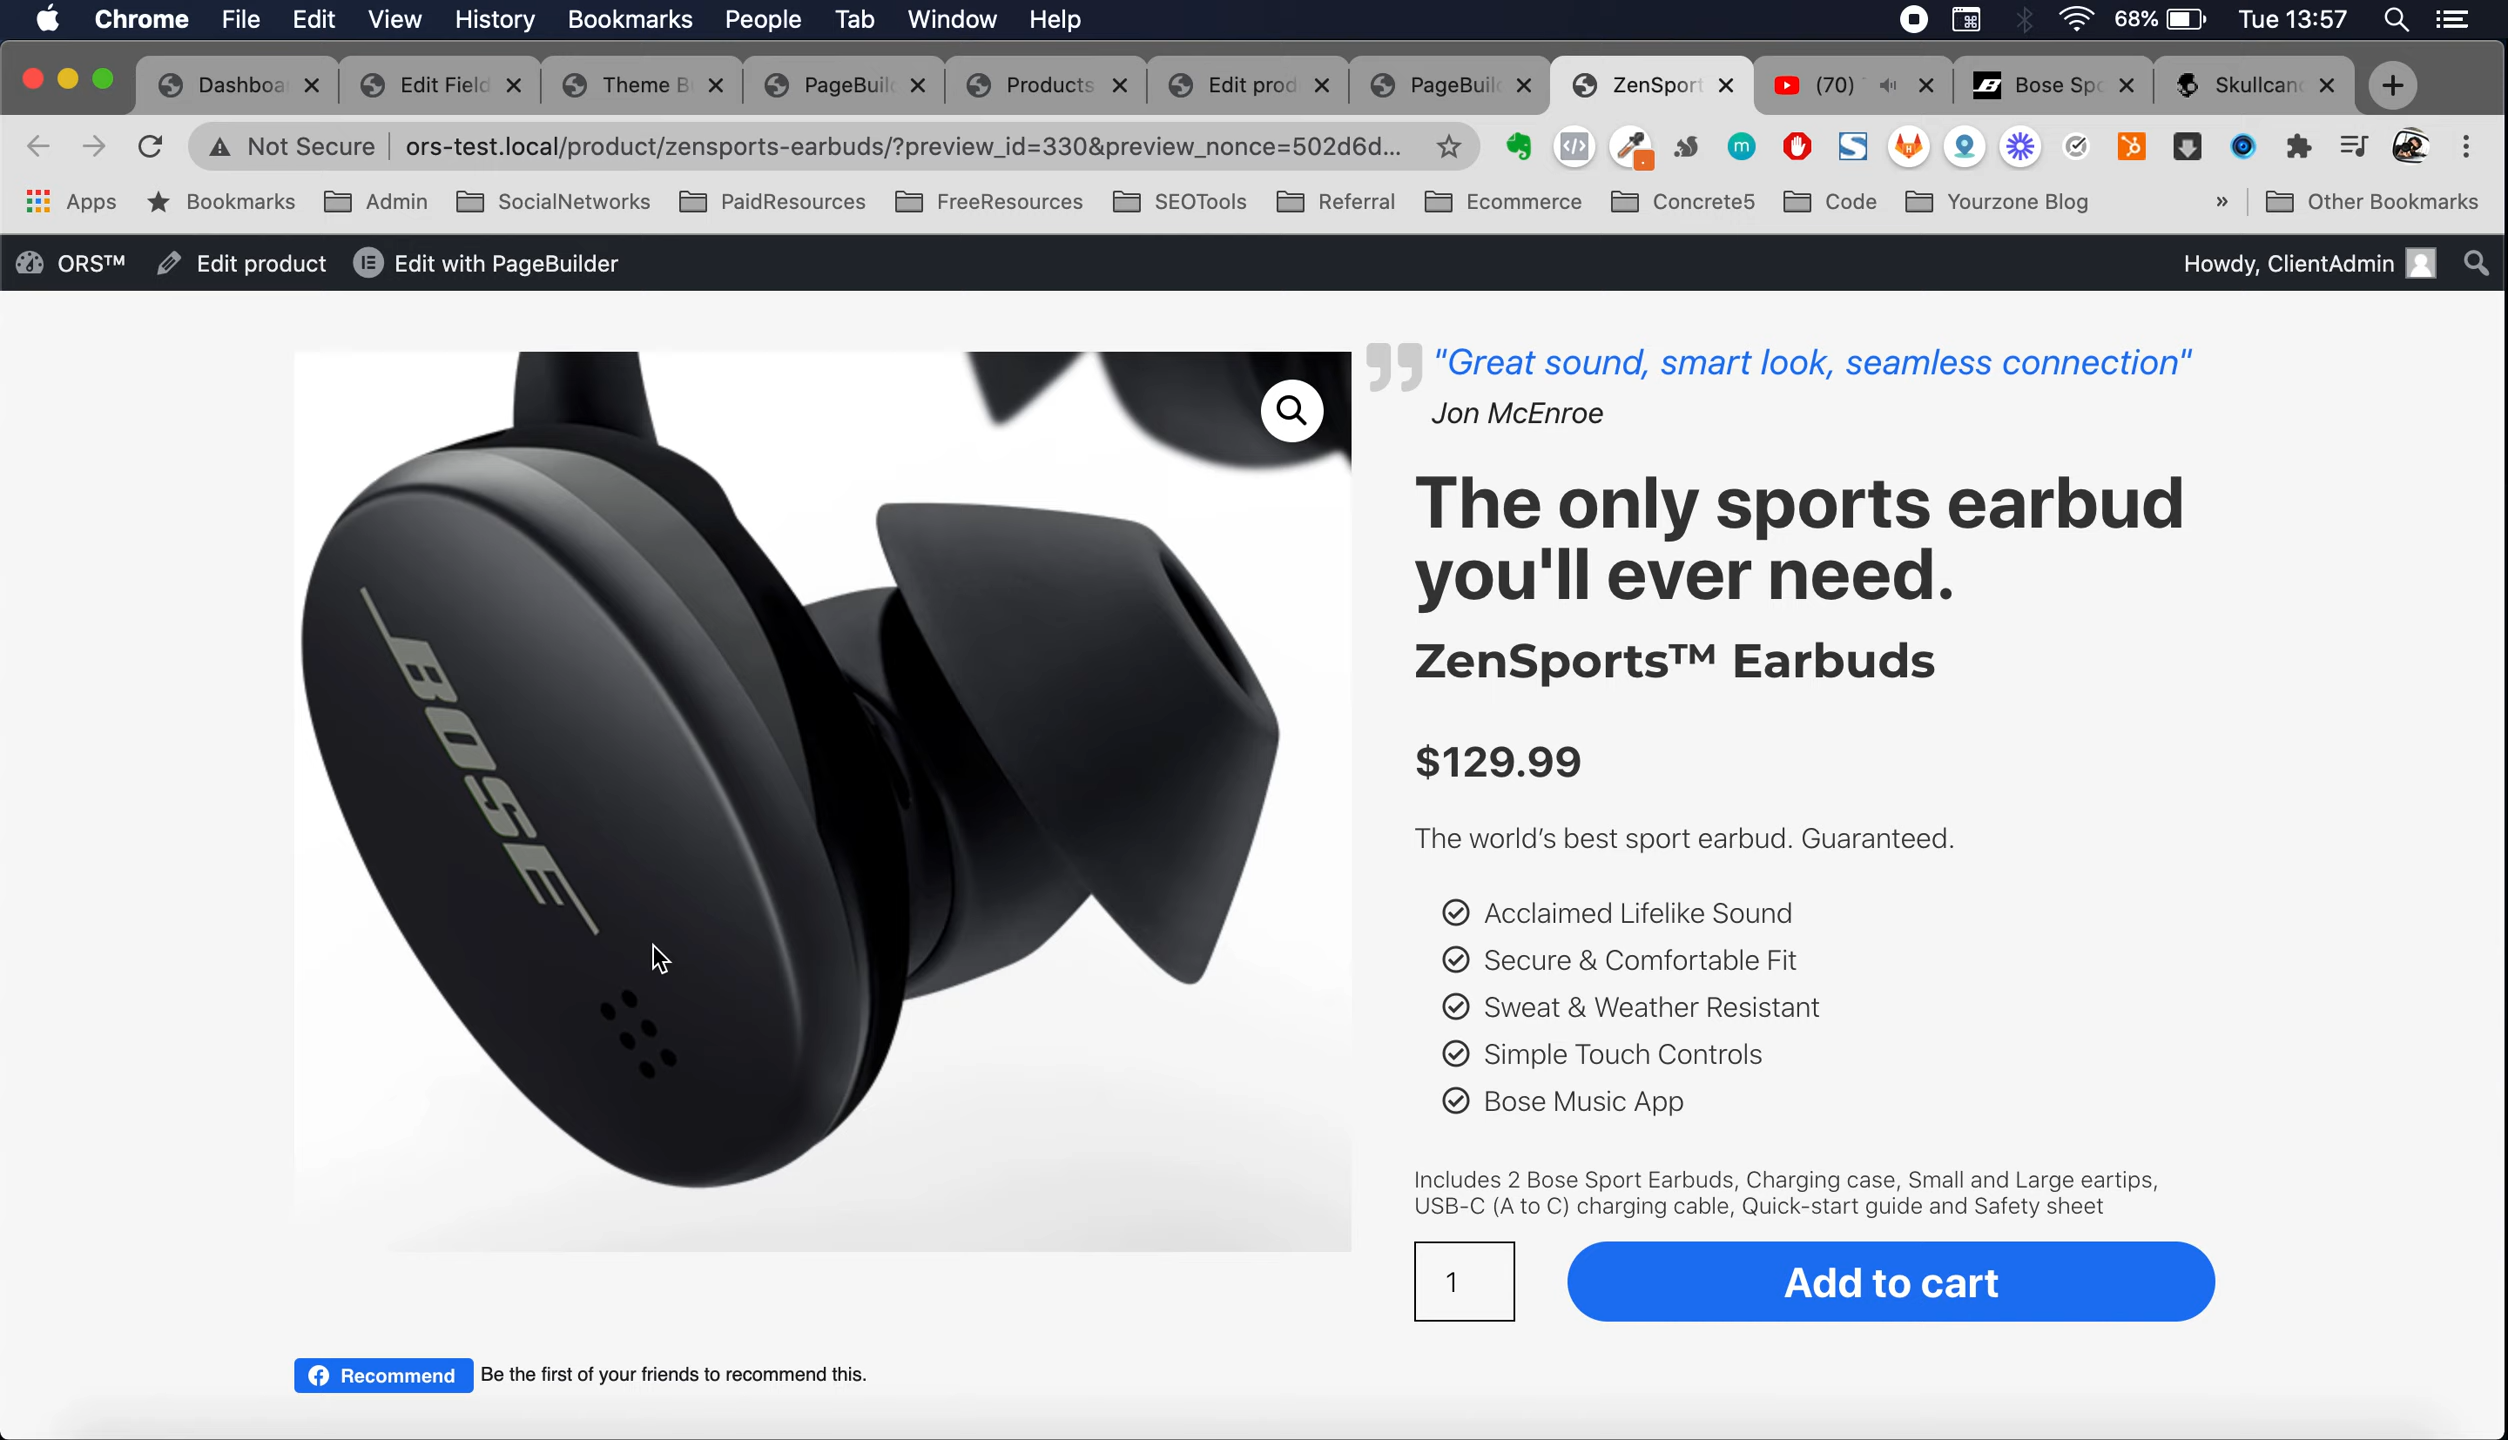 Chrome File Edit View History Bookmarks People Tab Window Help 68% Tue 13:57
Dashboa Edit Field Theme B PageBuil Products Edit prod PageBuil ZenSport (70) Bose Spo Skullcan
Not Secure ors-test.local/product/zensports-earbuds/?preview_id=330&preview_nonce=502d6d...
Apps Bookmarks Admin SocialNetworks PaidResources FreeResources SEOTools Referral Ecommerce Concrete5 Code Yourzone Blog » Other Bookmarks
ORS™ Edit product Edit with PageBuilder Howdy, ClientAdmin
"Great sound, smart look, seamless connection"
Jon McEnroe
The only sports earbud
you'll ever need.
ZenSports™ Earbuds
$129.99
The world's best sport earbud. Guaranteed.
Acclaimed Lifelike Sound
Secure & Comfortable Fit
Sweat & Weather Resistant
Simple Touch Controls
Bose Music App
Includes 2 Bose Sport Earbuds, Charging case, Small and Large eartips,
USB-C (A to C) charging cable, Quick-start guide and Safety sheet
1 Add to cart
BOSE
Recommend Be the first of your friends to recommend this.